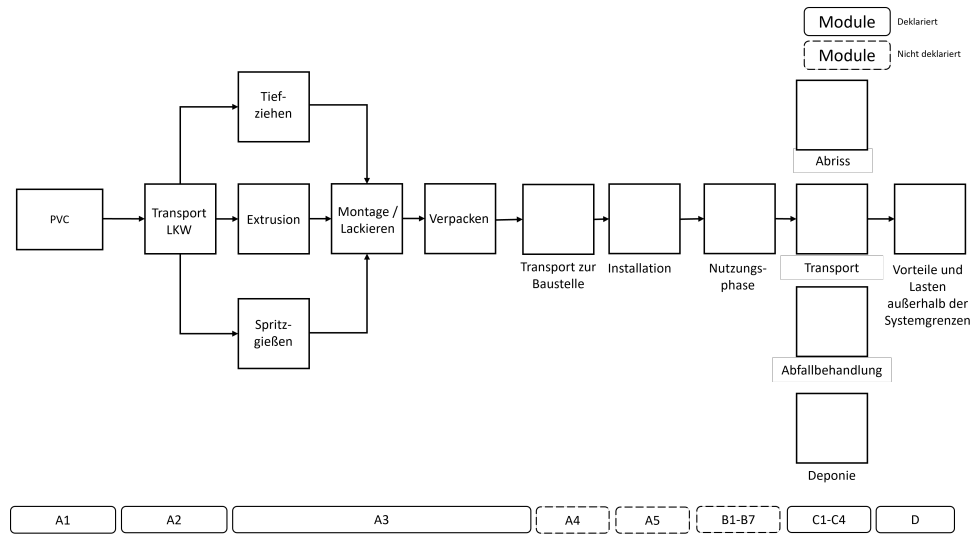 Module
Deklariert
Module
Nicht deklariert
Tief-
ziehen
Abriss
PVC
Transport
LKW
Extrusion
Montage /
Lackieren
Verpacken
Transport zur
Baustelle
Installation
Nutzungs-
phase
Transport
Vorteile und
Lasten
außerhalb der
Systemgrenzen
Spritz-
gießen
Abfallbehandlung
Deponie
A1
A2
A3
A4
A5
B1-B7
C1-C4
D